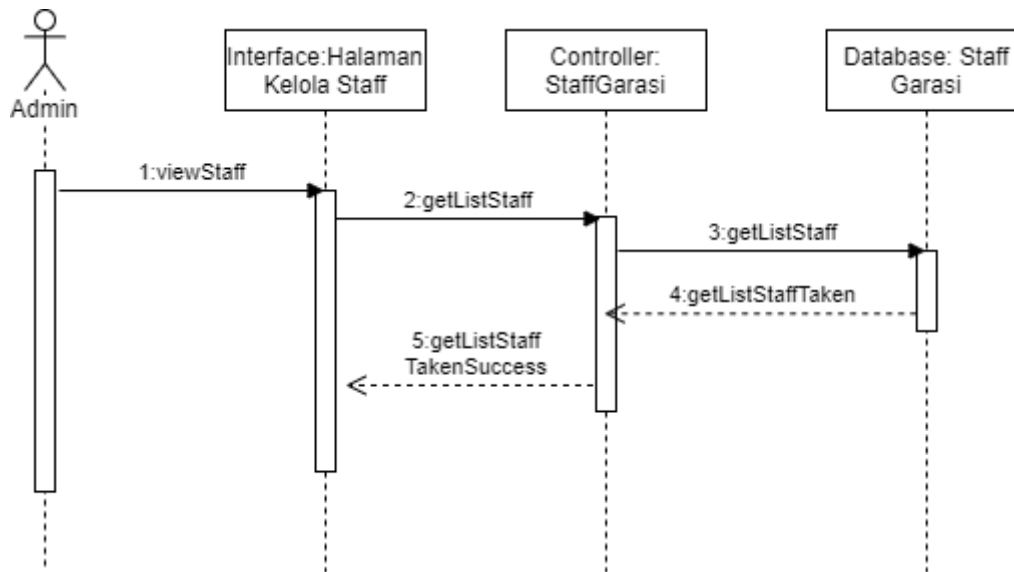 Admin
Interface:Halaman
Kelola Staff
Controller:
StaffGarasi
Database: Staff
Garasi
1:viewStaff
2:getListStaff
3:getListStaff
4:getListStaffTaken
5:getListStaff
TakenSuccess